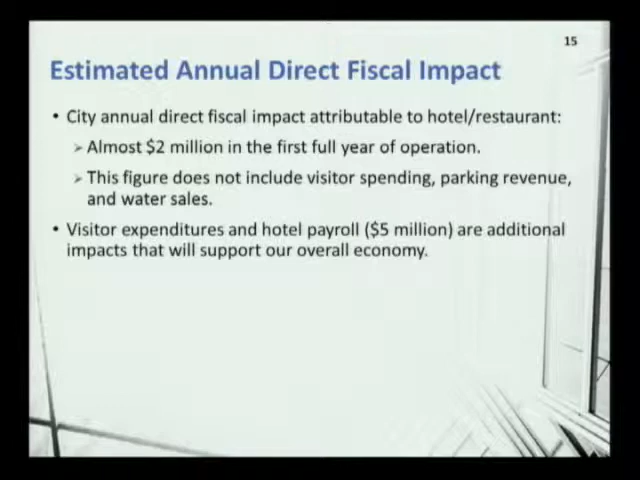 15
Estimated Annual Direct Fiscal Impact
• City annual direct fiscal impact attributable to hotel/restaurant:
➢ Almost $2 million in the first full year of operation.
➢ This figure does not include visitor spending, parking revenue,
and water sales.
• Visitor expenditures and hotel payroll ($5 million) are additional
impacts that will support our overall economy.